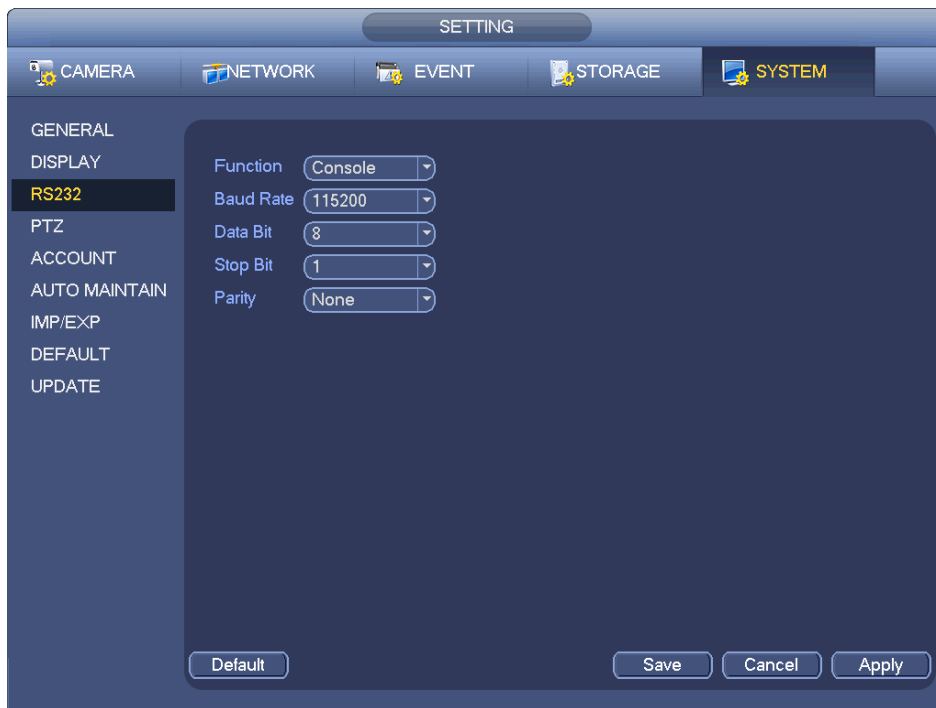 SETTING
CAMERA NETWORK EVENT STORAGE SYSTEM
GENERAL
DISPLAY
RS232
PTZ
ACCOUNT
AUTO MAINTAIN
IMP/EXP
DEFAULT
UPDATE
Function Console
Baud Rate 115200
Data Bit 8
Stop Bit 1
Parity None
Default Save Cancel Apply